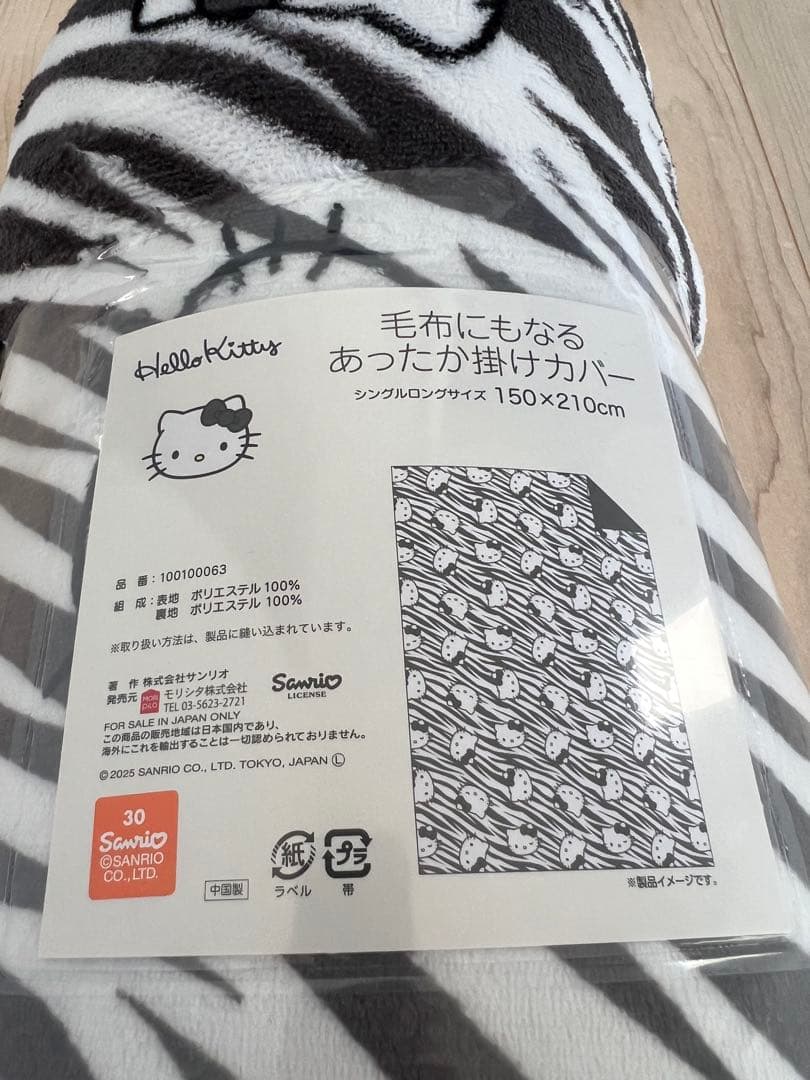 Hello Kitty
毛布にもなる
あったか掛けカバー
シングルロングサイズ 150×210cm
品 番：100100063
組 成：表地 ポリエステル 100%
裏地 ポリエステル 100%
※取り扱い方法は、製品に縫い込まれています。
著 作 株式会社サンリオ
発売元 MORIPiLO モリシタ株式会社
TEL 03-5623-2721
Sanrio
LICENSE
FOR SALE IN JAPAN ONLY
この商品の販売地域は日本国内であり、
海外にこれを輸出することは一切認められておりません。
©2025 SANRIO CO., LTD. TOKYO, JAPAN Ⓛ
30
Sanrio
©SANRIO
CO., LTD.
中国製
紙
ラベル
プラ
帯
※製品イメージです。